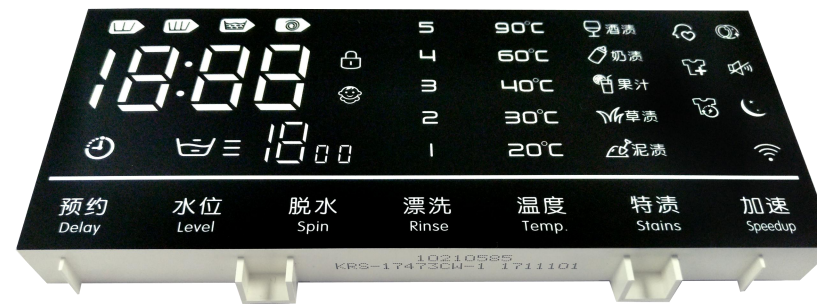 18:88
1800
5
4
3
2
1
90°C
60°C
40°C
30°C
20°C
酒渍
奶渍
果汁
草渍
泥渍
预约
Delay
水位
Level
脱水
Spin
漂洗
Rinse
温度
Temp.
特渍
Stains
加速
Speedup
10210585
KRS-17473CW-1 1711101